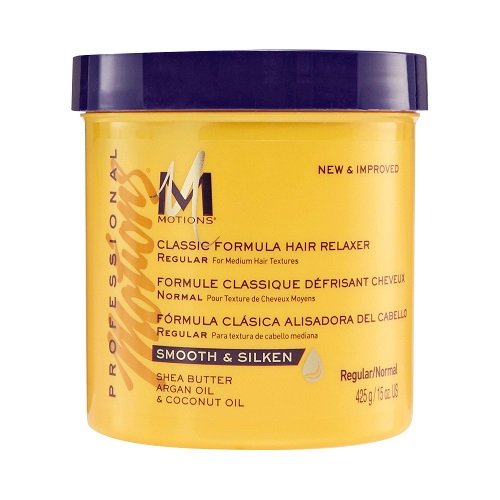 PROFESSIONAL
Motions
NEW & IMPROVED
M
MOTIONS®
CLASSIC FORMULA HAIR RELAXER
REGULAR For Medium Hair Textures
FORMULE CLASSIQUE DÉFRISANT CHEVEUX
NORMAL Pour Texture de Cheveux Moyens
FÓRMULA CLÁSICA ALISADORA DEL CABELLO
REGULAR Para textura de cabello mediana
SMOOTH & SILKEN
SHEA BUTTER
ARGAN OIL
& COCONUT OIL
Regular/Normal
425 g/15 oz. US